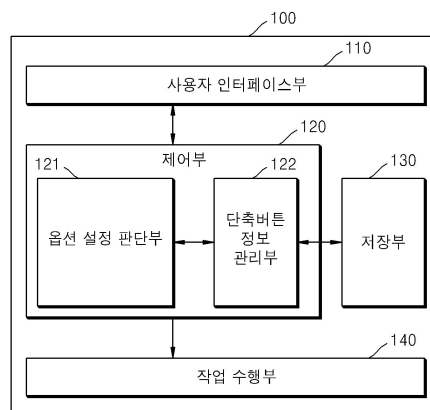 100
110
사용자 인터페이스부
120
제어부
121
옵션 설정 판단부
122
단축버튼
정보
관리부
130
저장부
140
작업 수행부